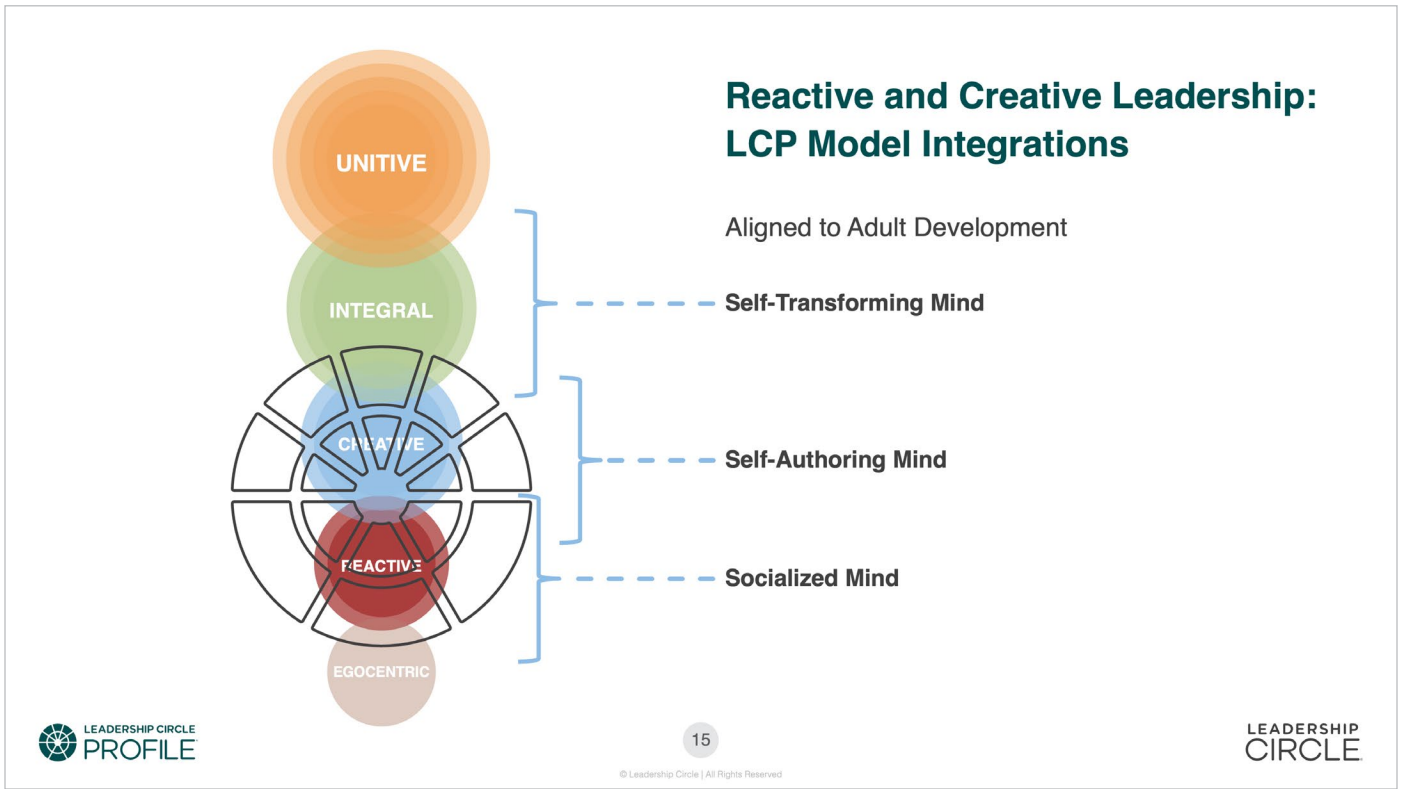 Reactive and Creative Leadership:
LCP Model Integrations
Aligned to Adult Development
UNITIVE
INTEGRAL
Self-Transforming Mind
CREATIVE
Self-Authoring Mind
REACTIVE
Socialized Mind
EGOCENTRIC
LEADERSHIP CIRCLE
PROFILE
15
© Leadership Circle | All Rights Reserved
LEADERSHIP
CIRCLE